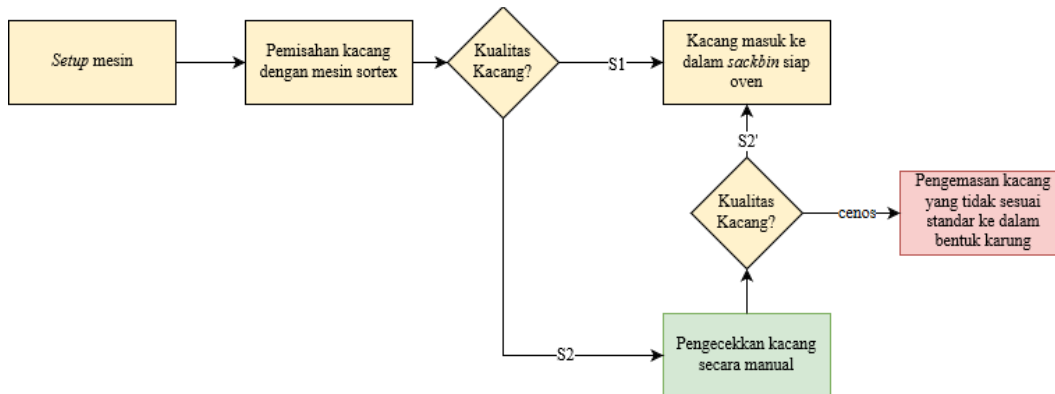 Setup mesin
Pemisahan kacang
dengan mesin sortex
Kualitas
Kacang?
S1
Kacang masuk ke
dalam sackbin siap
oven
S2'
Kualitas
Kacang?
cenos
Pengemasan kacang
yang tidak sesuai
standar ke dalam
bentuk karung
S2
Pengecekkan kacang
secara manual